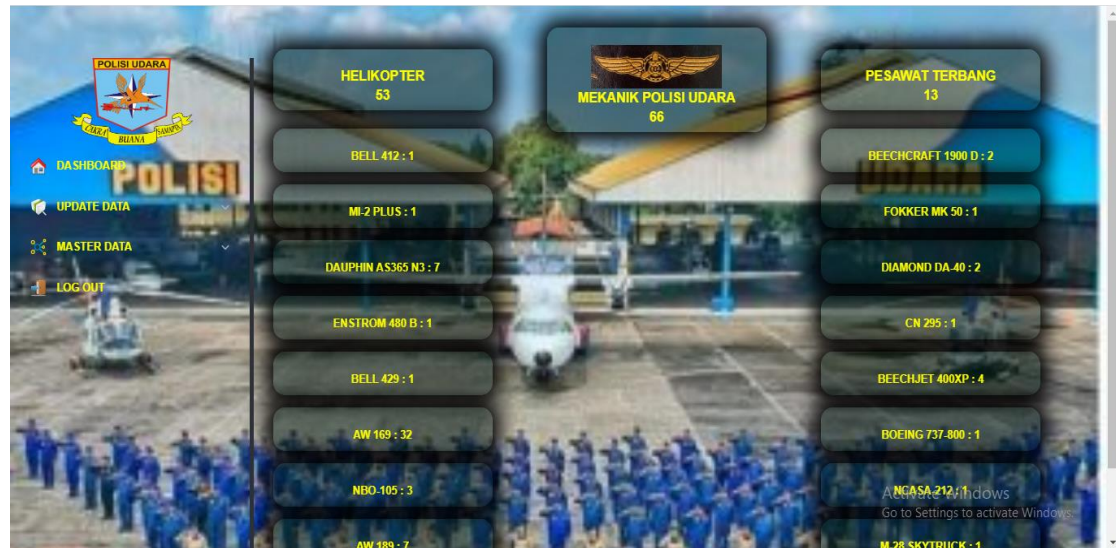 POLISI UDARA
CAKRA BUANA SAMAPTA
DASHBOARD
UPDATE DATA
MASTER DATA
LOG OUT
HELIKOPTER
53
BELL 412 : 1
MI-2 PLUS : 1
DAUPHIN AS365 N3 : 7
ENSTROM 480 B : 1
BELL 429 : 1
AW 169 : 32
NBO-105 : 3
AW 189 : 7
MEKANIK POLISI UDARA
66
PESAWAT TERBANG
13
BEECHCRAFT 1900 D : 2
FOKKER MK 50 : 1
DIAMOND DA-40 : 2
CN 295 : 1
BEECHJET 400XP : 4
BOEING 737-800 : 1
NCASA-212 : 1
M-28 SKYTRUCK : 1
POLISI
UDARA
Activate Windows
Go to Settings to activate Windows.